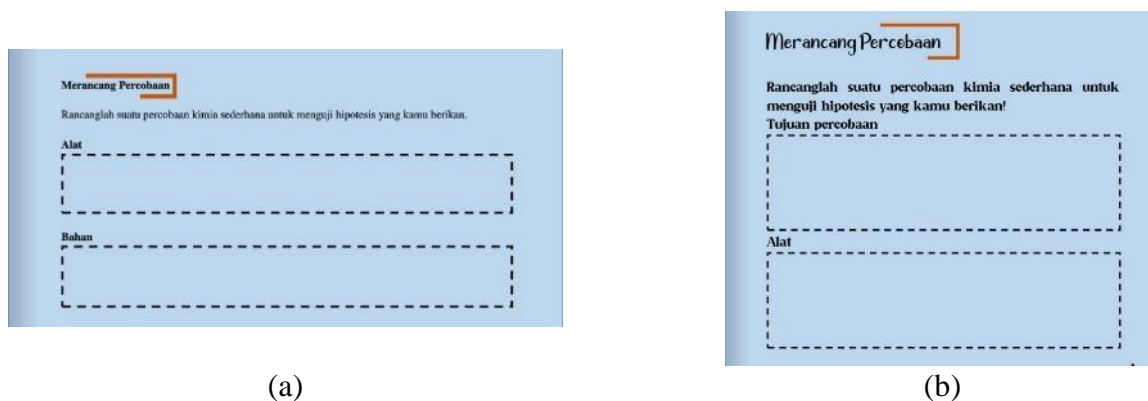 Merancang Percobaan
Rancanglah suatu percobaan kimia sederhana untuk menguji hipotesis yang kamu berikan.
Alat
Bahan
(a)
Merancang Percobaan
Rancanglah suatu percobaan kimia sederhana untuk
menguji hipotesis yang kamu berikan!
Tujuan percobaan
Alat
(b)